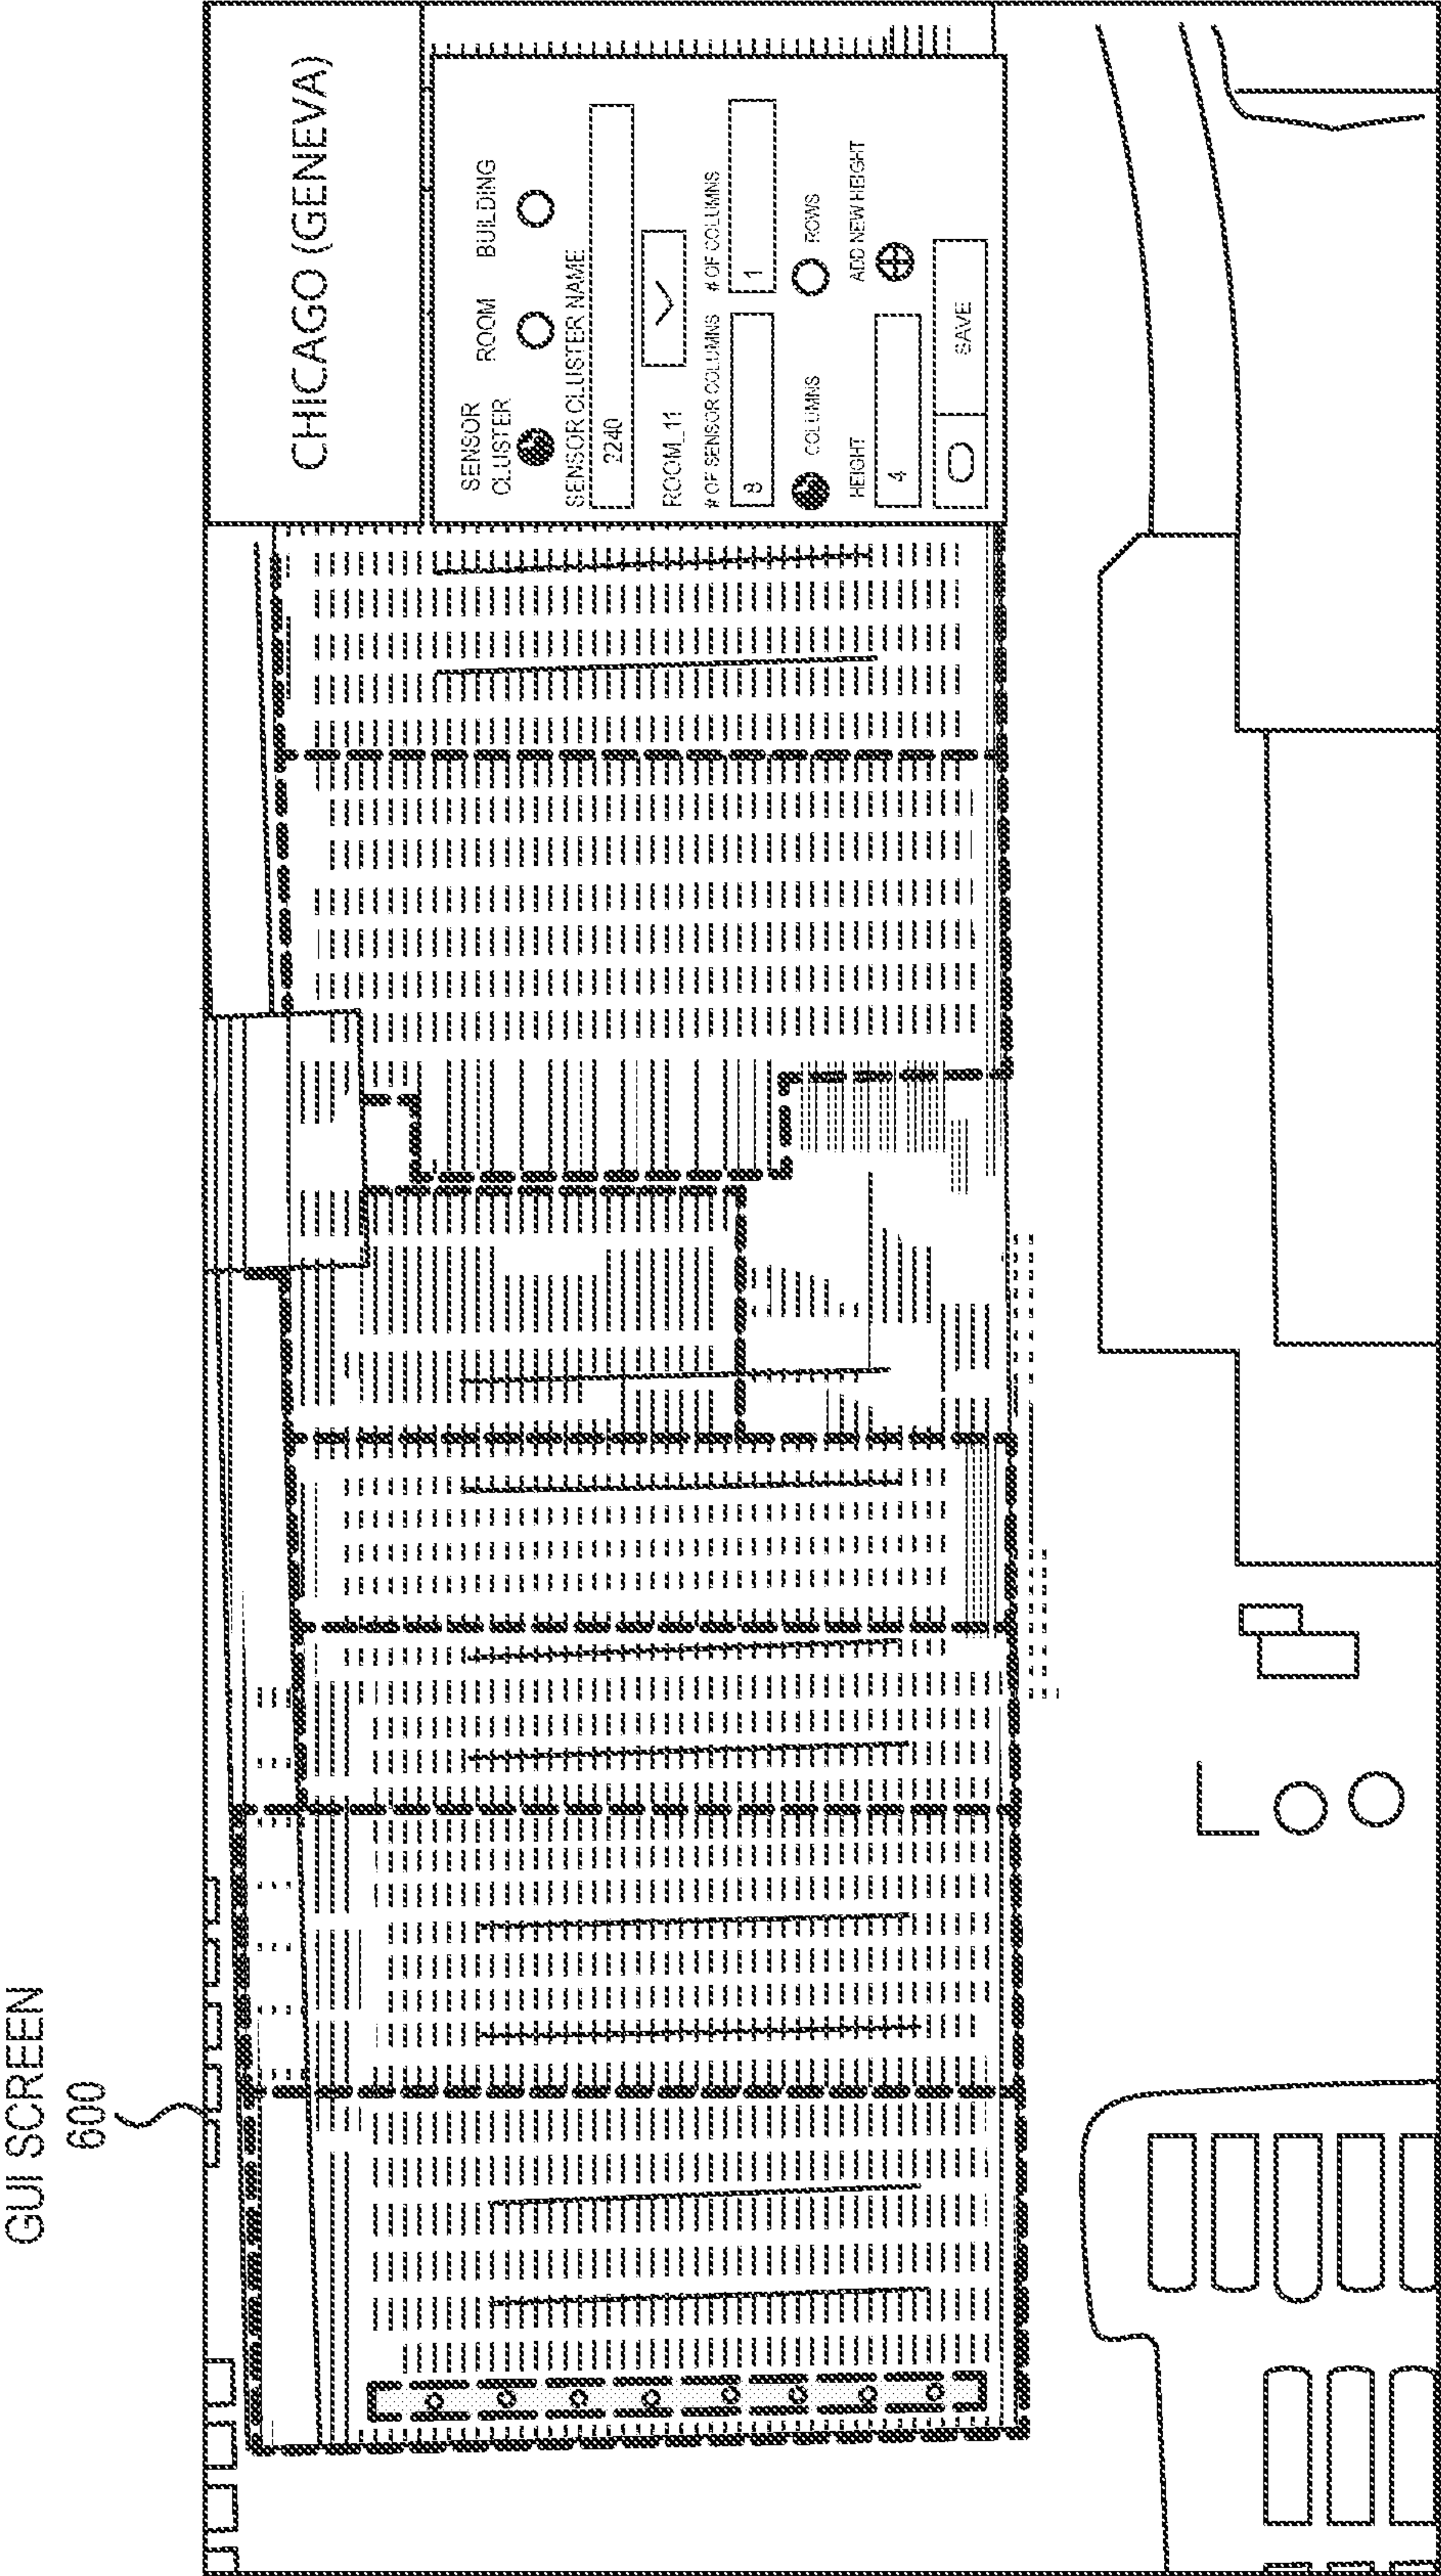 GUI SCREEN
600
CHICAGO (GENEVA)
SENSOR CLUSTER
ROOM
BUILDING
SENSOR CLUSTER NAME
2240
ROOM_11
# OF SENSOR COLUMNS
# OF COLUMNS
8
1
COLUMNS
ROWS
HEIGHT
ADD NEW HEIGHT
4
SAVE